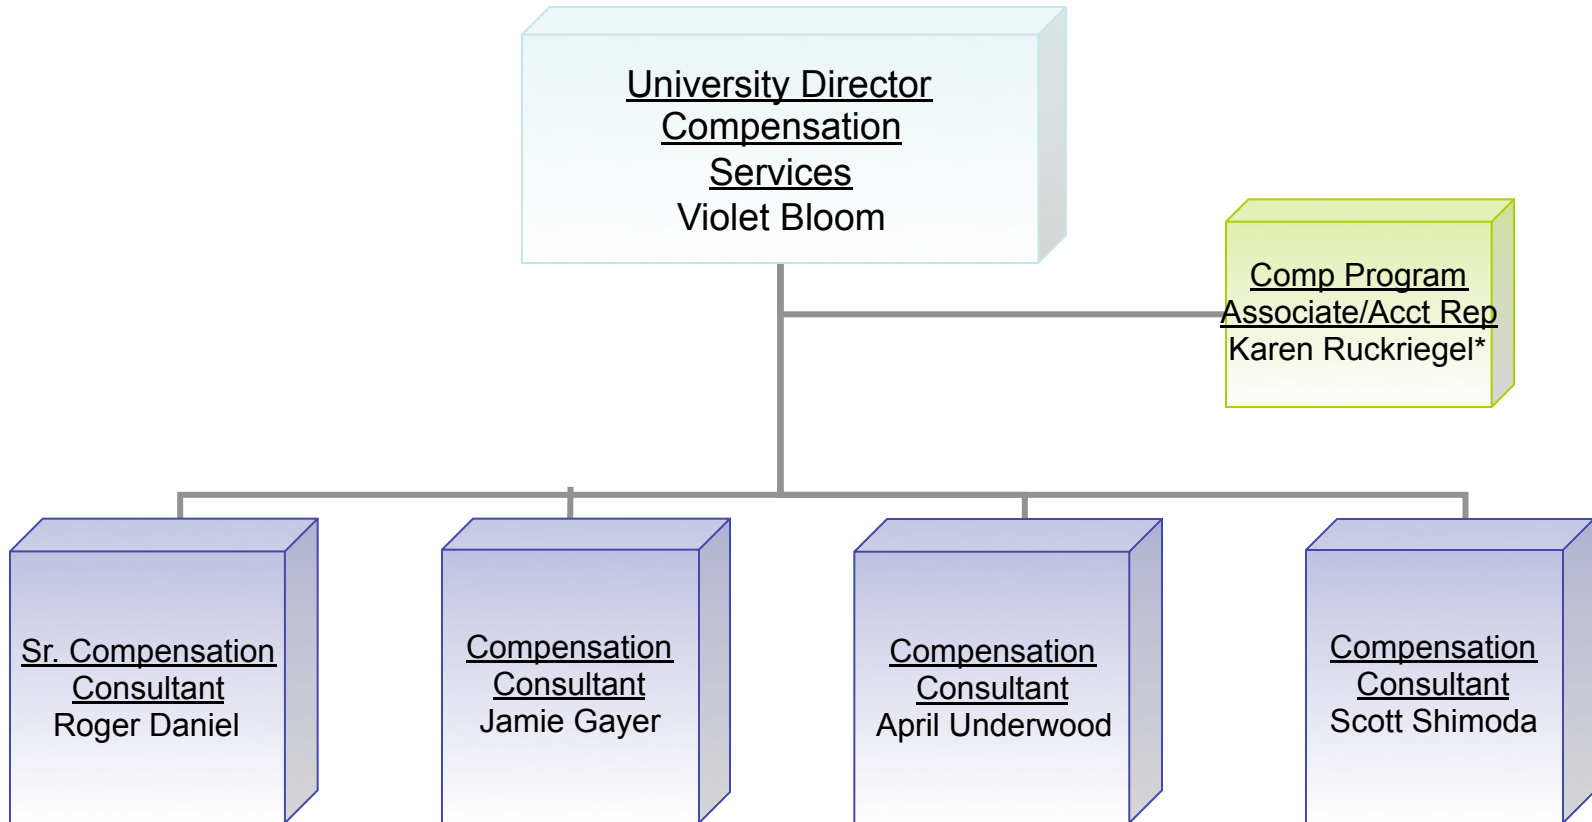 University Director
Compensation
Services
Violet Bloom
Comp Program
Associate/Acct Rep
Karen Ruckriegel*
Sr. Compensation
Consultant
Roger Daniel
Compensation
Consultant
Jamie Gayer
Compensation
Consultant
April Underwood
Compensation
Consultant
Scott Shimoda